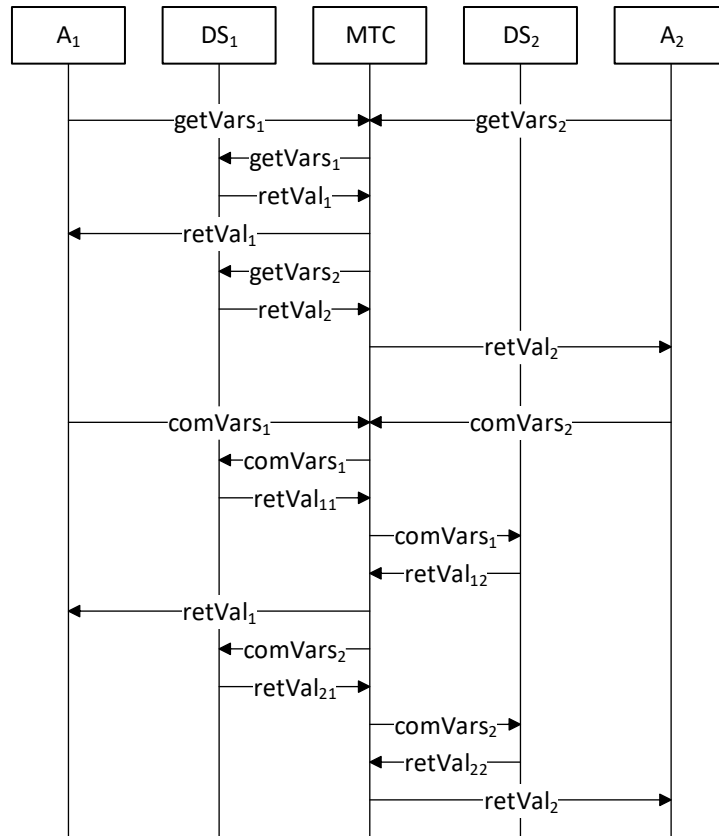 A₁ DS₁ MTC DS₂ A₂
getVars₁ getVars₂
getVars₁
retVal₁
retVal₁
getVars₂
retVal₂
retVal₂
comVars₁ comVars₂
comVars₁
retVal₁₁
comVars₁
retVal₁₂
retVal₁
comVars₂
retVal₂₁
comVars₂
retVal₂₂
retVal₂